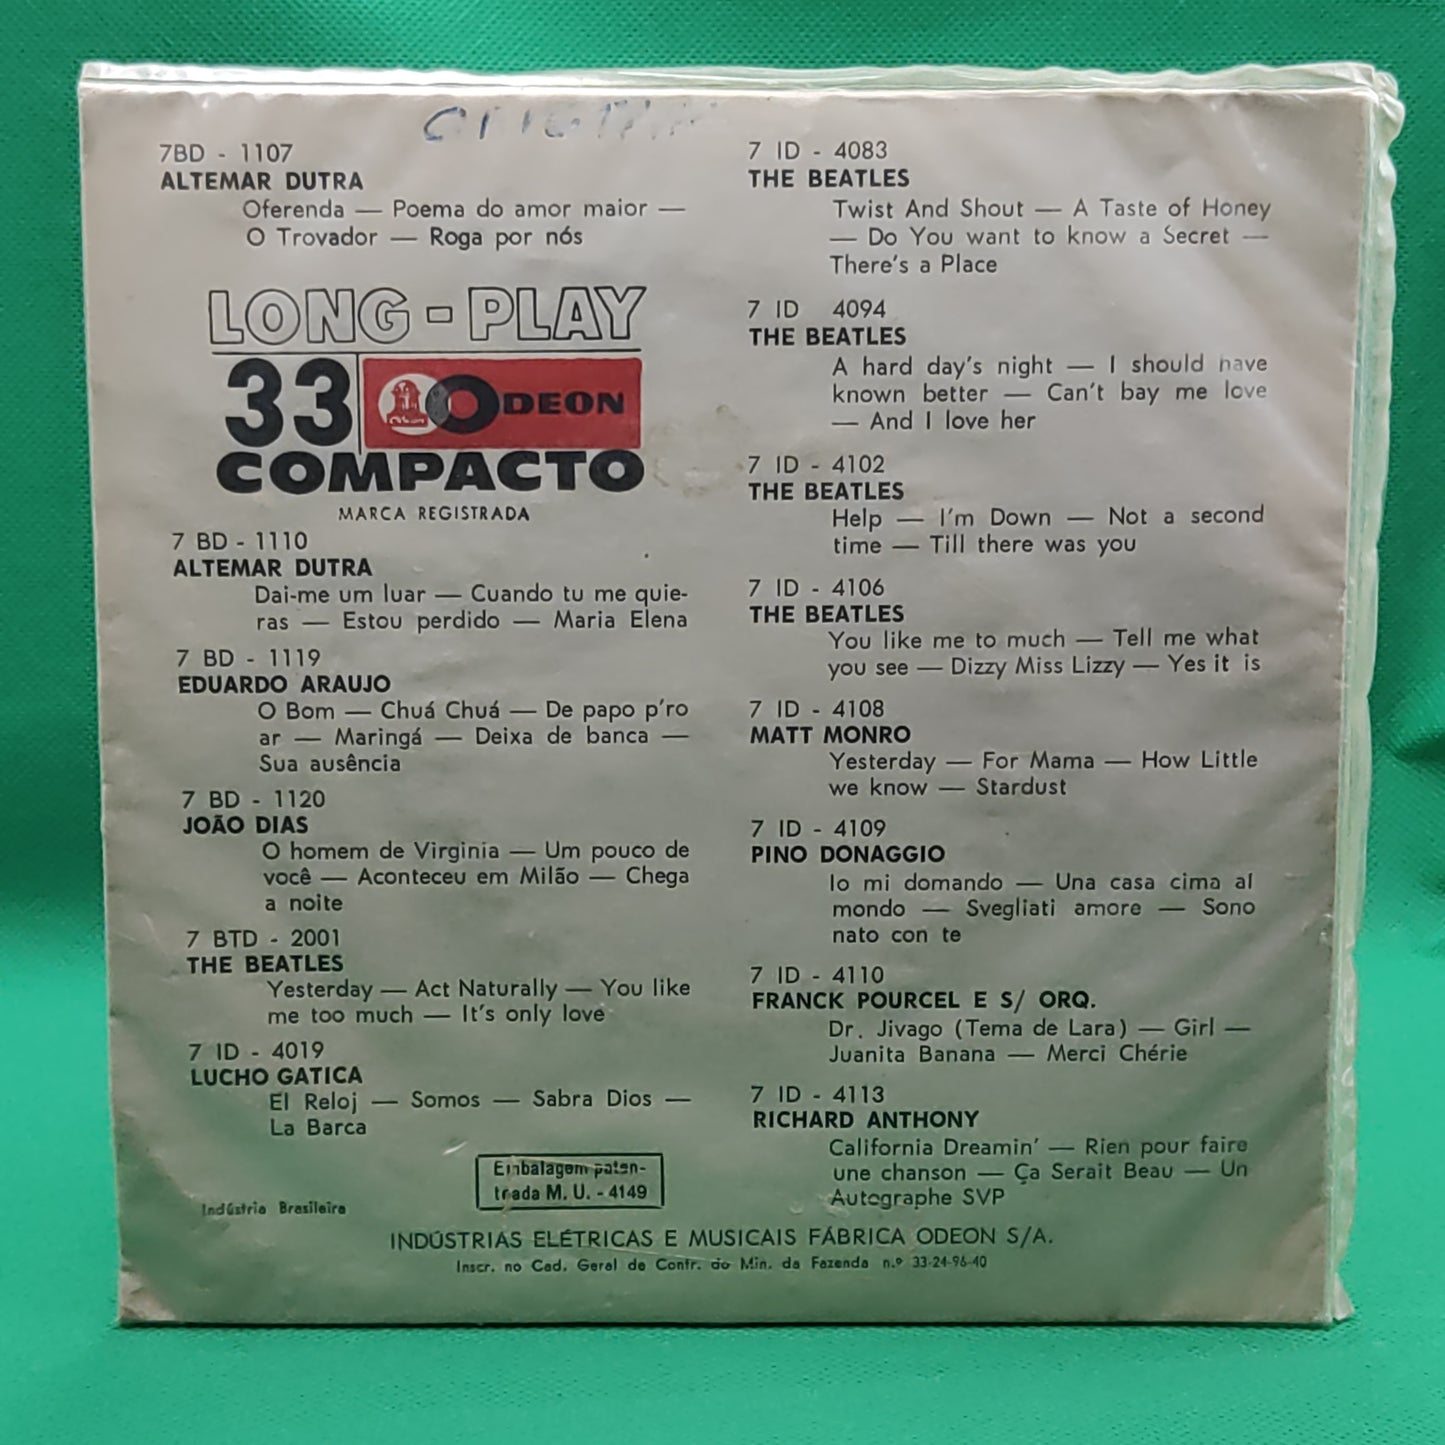 7BD - 1107
ALTEMAR DUTRA
Oferenda — Poema do amor maior —
O Trovador — Roga por nós
LONG-PLAY
33 ODEON
COMPACTO
MARCA REGISTRADA
7 BD - 1110
ALTEMAR DUTRA
Dai-me um luar — Cuando tu me quie-
ras — Estou perdido — Maria Elena
7 BD - 1119
EDUARDO ARAUJO
O Bom — Chuá Chuá — De papo p'ro
ar — Maringá — Deixa de banca —
Sua ausência
7 BD - 1120
JOÃO DIAS
O homem de Virginia — Um pouco de
você — Aconteceu em Milão — Chega
a noite
7 BTD - 2001
THE BEATLES
Yesterday — Act Naturally — You like
me too much — It's only love
7 ID - 4019
LUCHO GATICA
El Reloj — Somos — Sabra Dios —
La Barca
Embalagem paten-
trada M. U. - 4149
Indústria Brasileira
7 ID - 4083
THE BEATLES
Twist And Shout — A Taste of Honey
— Do You want to know a Secret —
There's a Place
7 ID 4094
THE BEATLES
A hard day's night — I should have
known better — Can't bay me love
— And I love her
7 ID - 4102
THE BEATLES
Help — I'm Down — Not a second
time — Till there was you
7 ID - 4106
THE BEATLES
You like me to much — Tell me what
you see — Dizzy Miss Lizzy — Yes it is
7 ID - 4108
MATT MONRO
Yesterday — For Mama — How Little
we know — Stardust
7 ID - 4109
PINO DONAGGIO
Io mi domando — Una casa cima al
mondo — Svegliati amore — Sono
nato con te
7 ID - 4110
FRANCK POURCEL E S/ ORQ.
Dr. Jivago (Tema de Lara) — Girl —
Juanita Banana — Merci Chérie
7 ID - 4113
RICHARD ANTHONY
California Dreamin' — Rien pour faire
une chanson — Ça Serait Beau — Un
Autographe SVP
INDÚSTRIAS ELÉTRICAS E MUSICAIS FÁBRICA ODEON S/A.
Inscr. no Cad. Geral de Contr. do Min. da Fazenda n.º 33-24-96-40